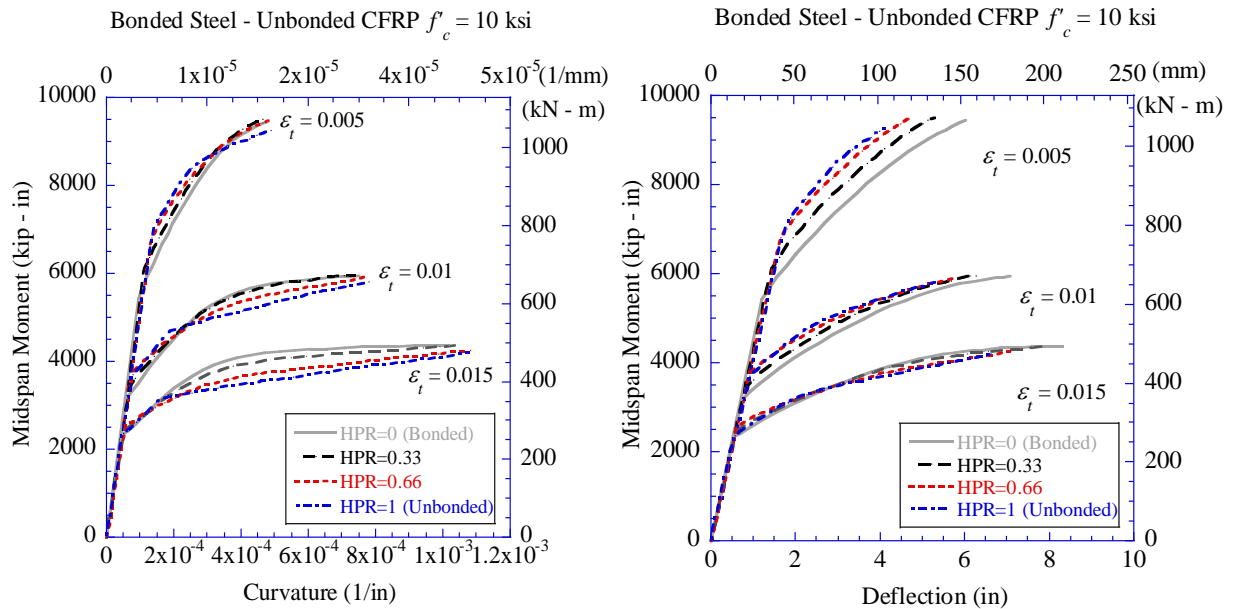 Bonded Steel - Unbonded CFRP f′c = 10 ksi
0 1x10⁻⁵ 2x10⁻⁵ 4x10⁻⁵ 5x10⁻⁵ (1/mm)
10000
8000
6000
4000
2000
0
Midspan Moment (kip - in)
(kN - m)
1000
800
600
400
200
0
εt = 0.005
εt = 0.01
εt = 0.015
HPR=0 (Bonded)
HPR=0.33
HPR=0.66
HPR=1 (Unbonded)
0 2x10⁻⁴ 4x10⁻⁴ 6x10⁻⁴ 8x10⁻⁴ 1x10⁻³ 1.2x10⁻³
Curvature (1/in)
Bonded Steel - Unbonded CFRP f′c = 10 ksi
0 50 100 150 200 250 (mm)
10000
8000
6000
4000
2000
0
Midspan Moment (kip - in)
(kN - m)
1000
800
600
400
200
0
εt = 0.005
εt = 0.01
εt = 0.015
HPR=0 (Bonded)
HPR=0.33
HPR=0.66
HPR=1 (Unbonded)
0 2 4 6 8 10
Deflection (in)